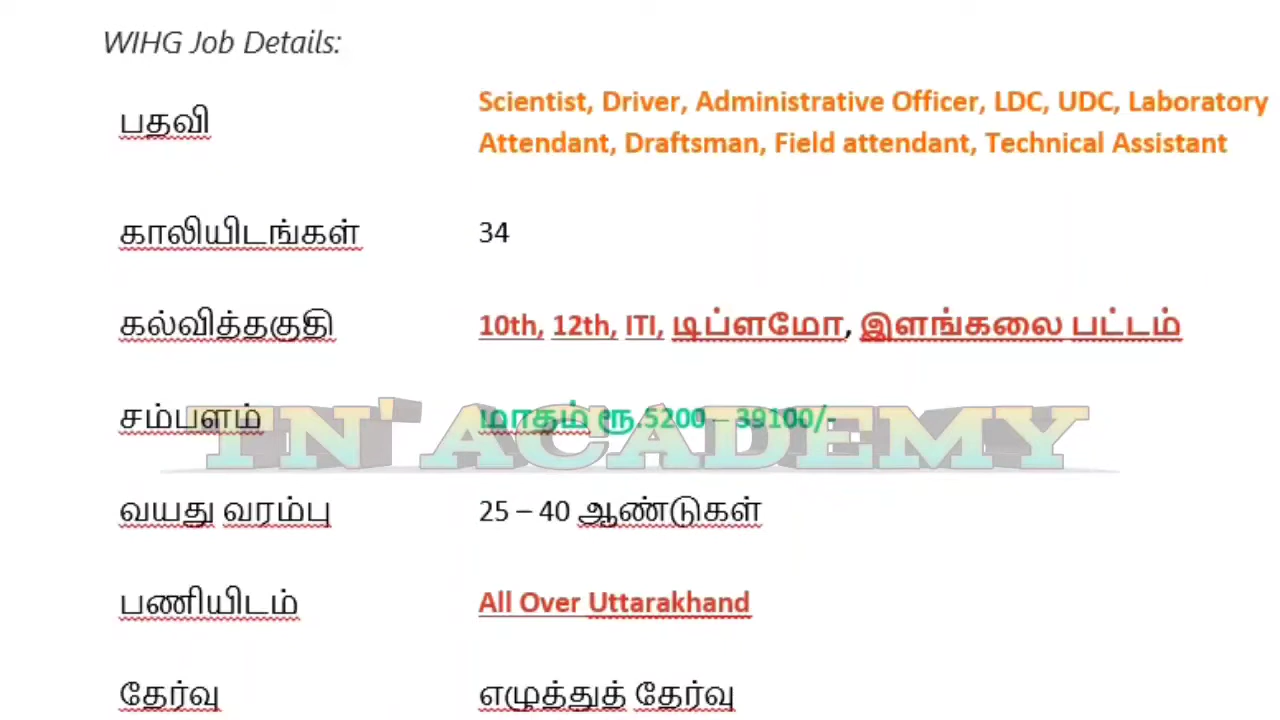 WIHG Job Details:
பதவி
Scientist, Driver, Administrative Officer, LDC, UDC, Laboratory
Attendant, Draftsman, Field attendant, Technical Assistant
காலியிடங்கள் 34
கல்வித்தகுதி 10th, 12th, ITI, டிப்ளமோ, இளங்கலை பட்டம்
சம்பளம் மாதம் ரூ.5200 – 39100/-
TN' ACADEMY
வயது வரம்பு 25 – 40 ஆண்டுகள்
பணியிடம் All Over Uttarakhand
தேர்வு எழுத்துத் தேர்வு